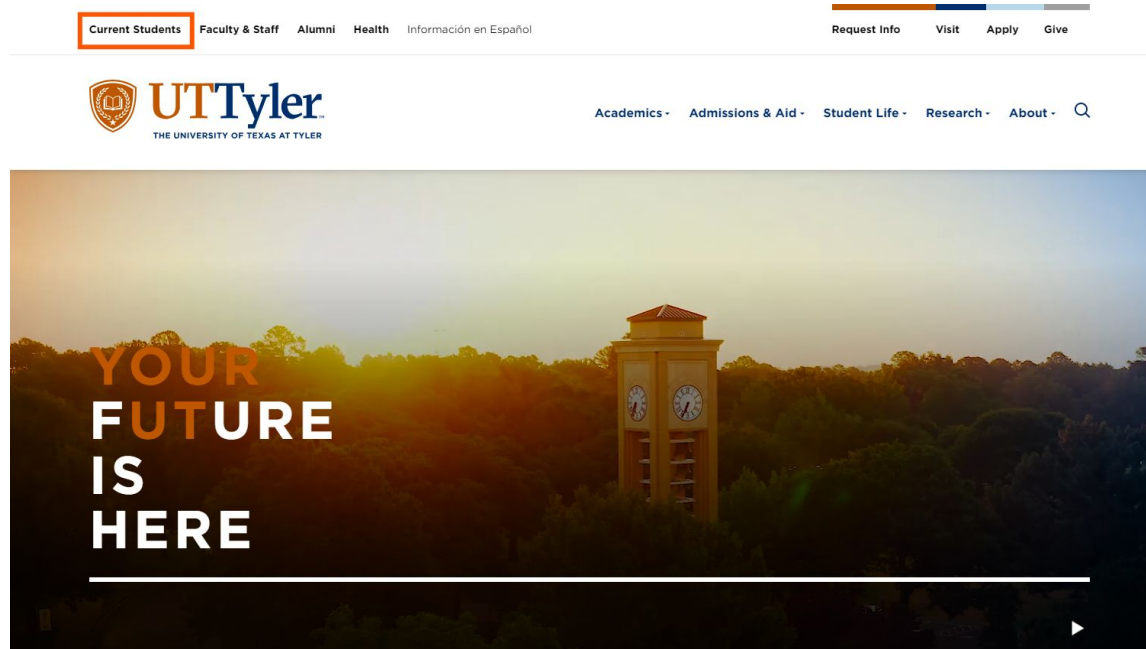 Current Students Faculty & Staff Alumni Health Información en Español Request Info Visit Apply Give
UTTyler
THE UNIVERSITY OF TEXAS AT TYLER
Academics Admissions & Aid Student Life Research About
YOUR
FUTURE
IS
HERE